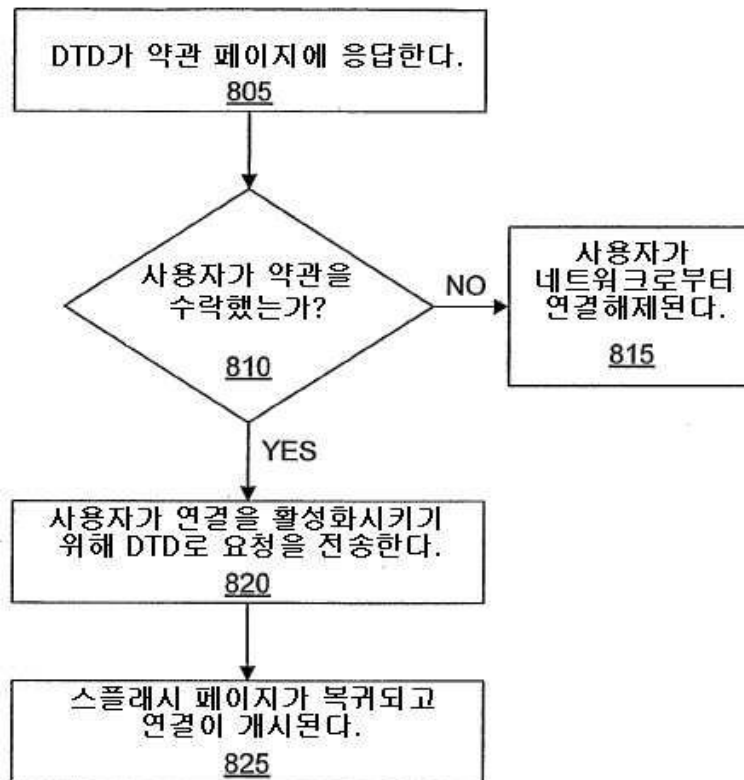 DTD가 약관 페이지에 응답한다.
805
사용자가 약관을
수락했는가?
810
NO
사용자가
네트워크로부터
연결해제된다.
815
YES
사용자가 연결을 활성화시키기
위해 DTD로 요청을 전송한다.
820
스플래시 페이지가 복귀되고
연결이 개시된다.
825